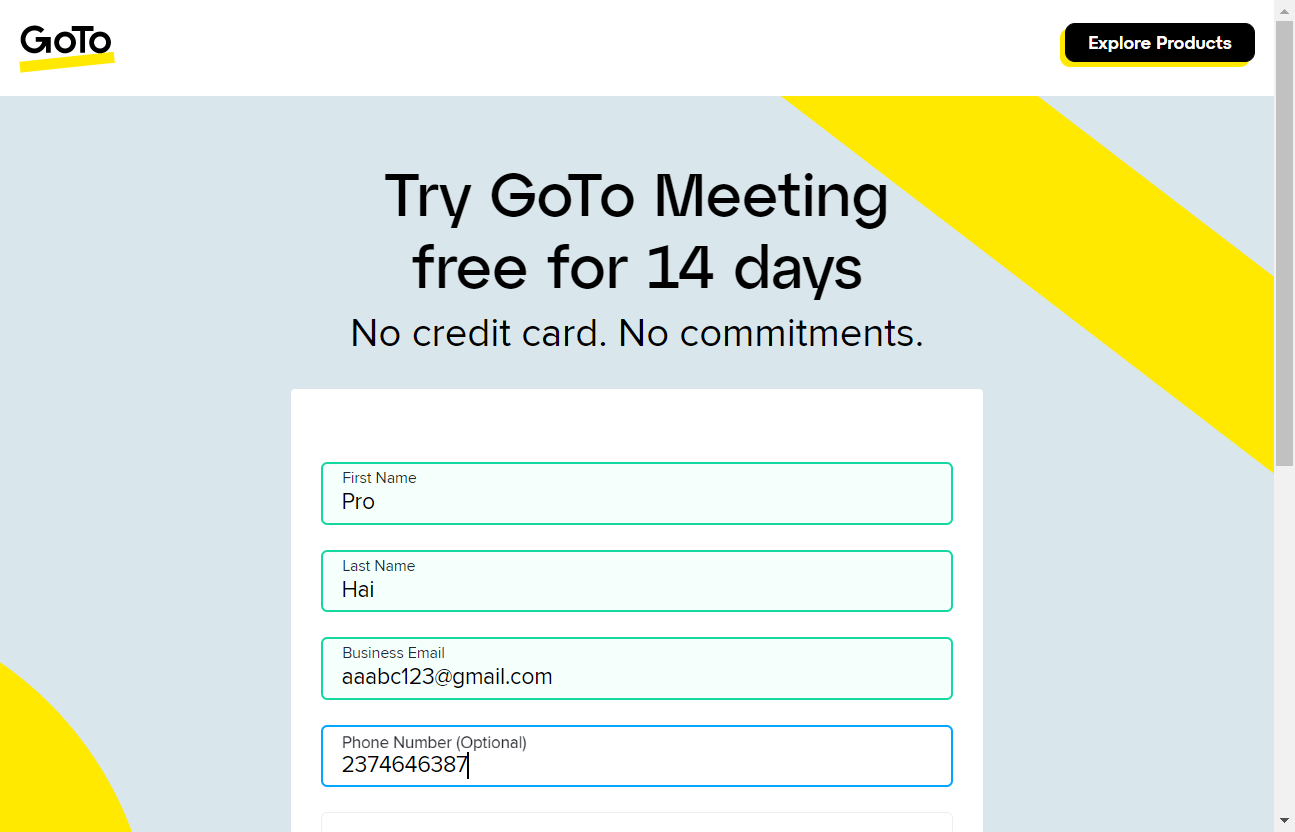 GoTo
Explore Products
Try GoTo Meeting
free for 14 days
No credit card. No commitments.
First Name
Pro
Last Name
Hai
Business Email
aaabc123@gmail.com
Phone Number (Optional)
2374646387